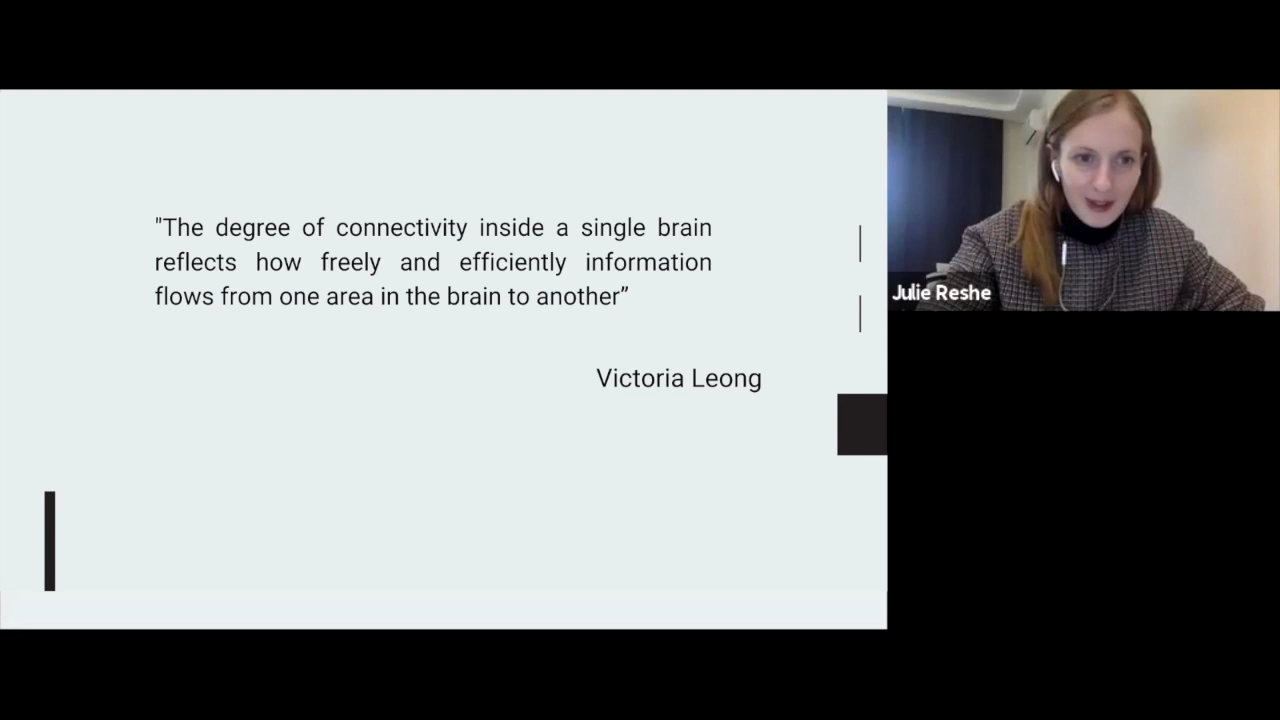 "The degree of connectivity inside a single brain
reflects how freely and efficiently information
flows from one area in the brain to another”
Victoria Leong
Julie Reshe